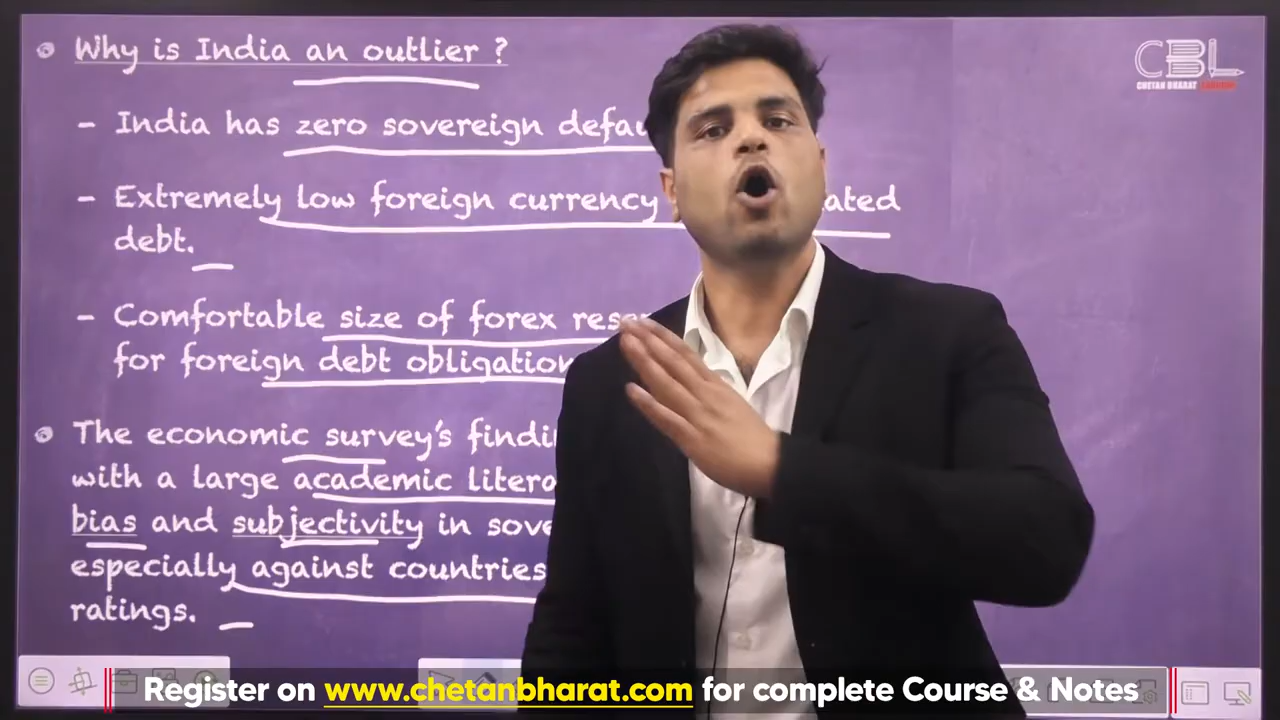 Why is India an outlier ?
CBL
CHETAN BHARAT LEARNING
- India has zero sovereign defau
- Extremely low foreign currency ated
debt.
- Comfortable size of forex rese
for foreign debt obligation
The economic survey's findi
with a large academic litera
bias and subjectivity in sove
especially against countries
ratings.
Register on www.chetanbharat.com for complete Course & Notes